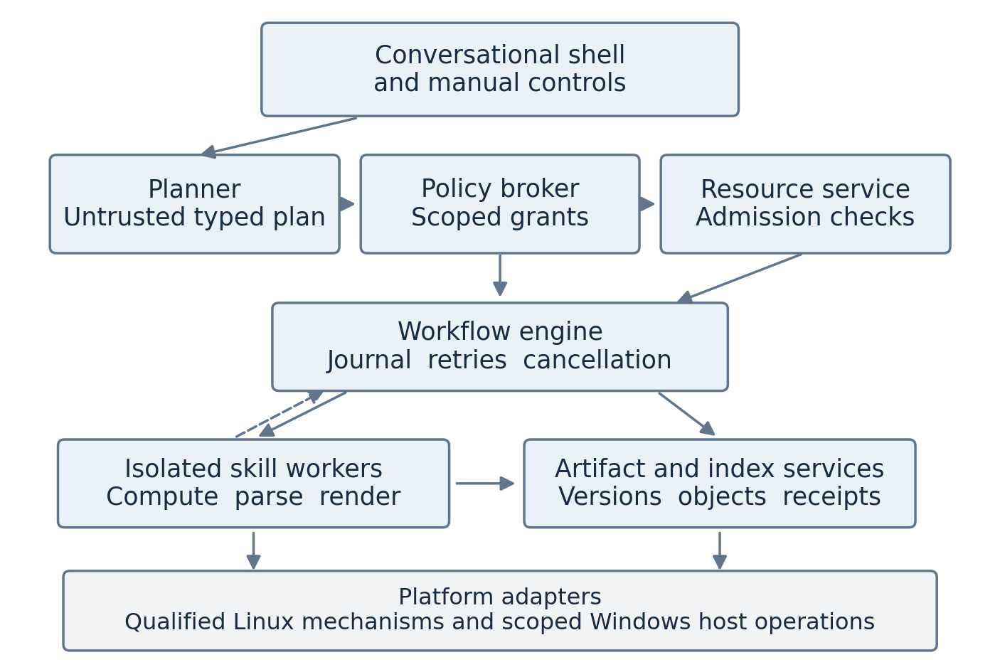 Conversational shell
and manual controls
Planner
Untrusted typed plan
Policy broker
Scoped grants
Resource service
Admission checks
Workflow engine
Journal  retries  cancellation
Isolated skill workers
Compute  parse  render
Artifact and index services
Versions  objects  receipts
Platform adapters
Qualified Linux mechanisms and scoped Windows host operations